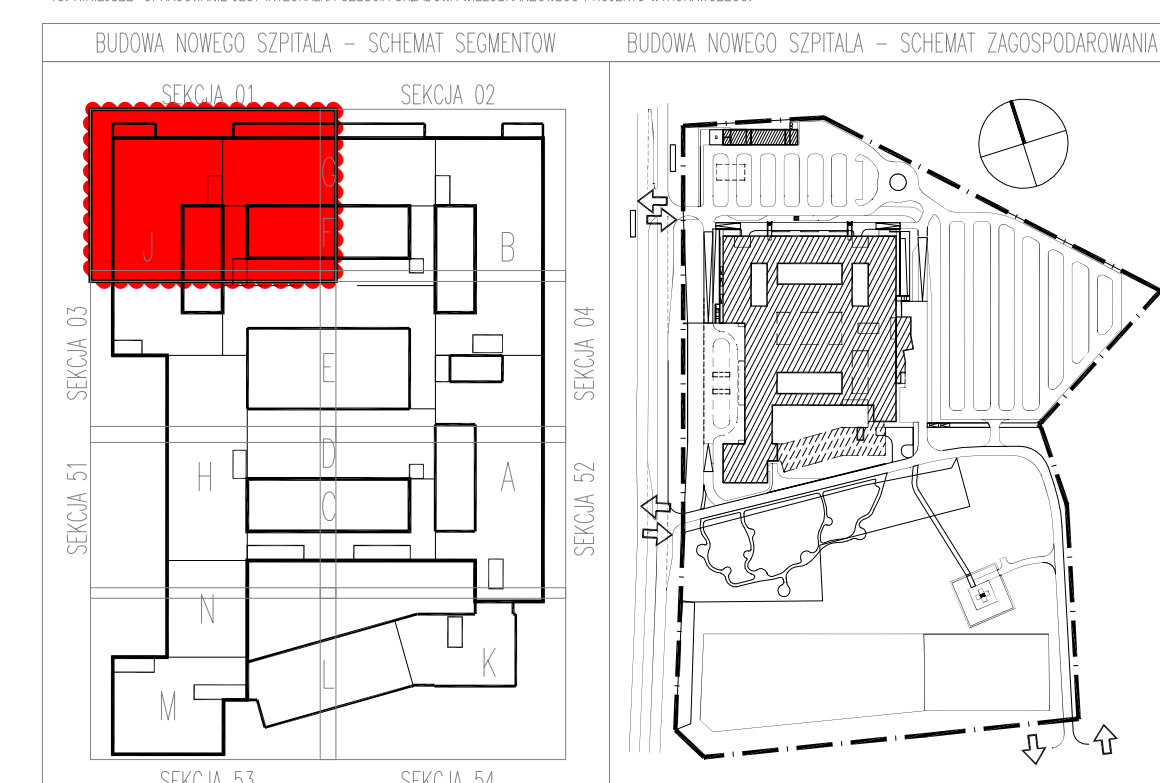 BUDOWA NOWEGO SZPITALA – SCHEMAT SEGMENTOW
BUDOWA NOWEGO SZPITALA – SCHEMAT ZAGOSPODAROWANIA
SEKCJA 01
SEKCJA 02
G
F
J
B
SEKCJA 03
SEKCJA 04
E
D
H
A
SEKCJA 51
SEKCJA 52
C
N
K
L
M
SEKCJA 53
SEKCJA 54